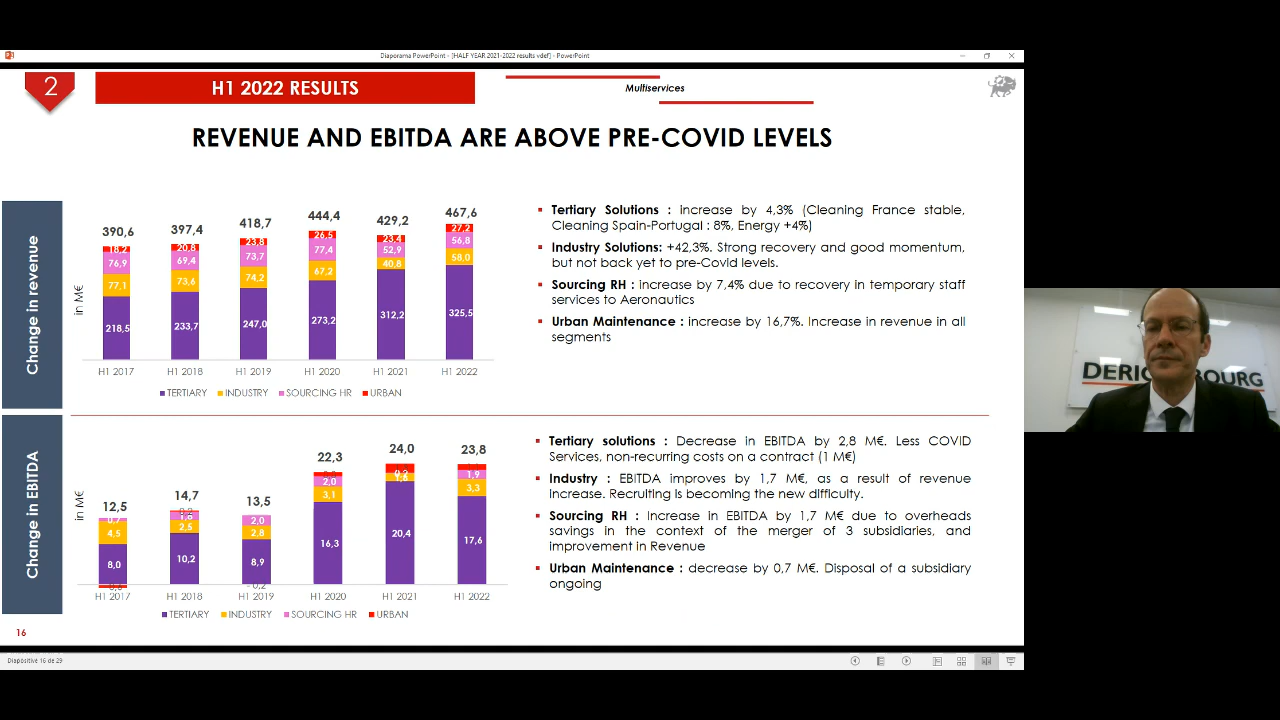 Diaporama PowerPoint - [HALF YEAR 2021-2022 results vdef] - PowerPoint
2
H1 2022 RESULTS
Multiservices
REVENUE AND EBITDA ARE ABOVE PRE-COVID LEVELS
Change in revenue
in M€
390,6
397,4
418,7
444,4
429,2
467,6
18,2
20,8
23,8
26,5
23,4
27,2
76,9
69,4
73,7
77,4
52,9
56,8
77,1
73,6
74,2
67,2
40,8
58,0
218,5
233,7
247,0
273,2
312,2
325,5
H1 2017
H1 2018
H1 2019
H1 2020
H1 2021
H1 2022
TERTIARY
INDUSTRY
SOURCING HR
URBAN
Tertiary Solutions : increase by 4,3% (Cleaning France stable,
Cleaning Spain-Portugal : 8%, Energy +4%)
Industry Solutions: +42,3%. Strong recovery and good momentum,
but not back yet to pre-Covid levels.
Sourcing RH : increase by 7,4% due to recovery in temporary staff
services to Aeronautics
Urban Maintenance : increase by 16,7%. Increase in revenue in all
segments
DERIC
BOURG
Change in EBITDA
in M€
12,5
14,7
13,5
22,3
24,0
23,8
2,0
2,0
1,9
4,5
2,5
2,8
3,1
3,3
8,0
10,2
8,9
16,3
20,4
17,6
- 0,2
H1 2017
H1 2018
H1 2019
H1 2020
H1 2021
H1 2022
TERTIARY
INDUSTRY
SOURCING HR
URBAN
Tertiary solutions : Decrease in EBITDA by 2,8 M€. Less COVID
Services, non-recurring costs on a contract (1 M€)
Industry : EBITDA improves by 1,7 M€, as a result of revenue
increase. Recruiting is becoming the new difficulty.
Sourcing RH : Increase in EBITDA by 1,7 M€ due to overheads
savings in the context of the merger of 3 subsidiaries, and
improvement in Revenue
Urban Maintenance : decrease by 0,7 M€. Disposal of a subsidiary
ongoing
16
Diapositive 16 de 29